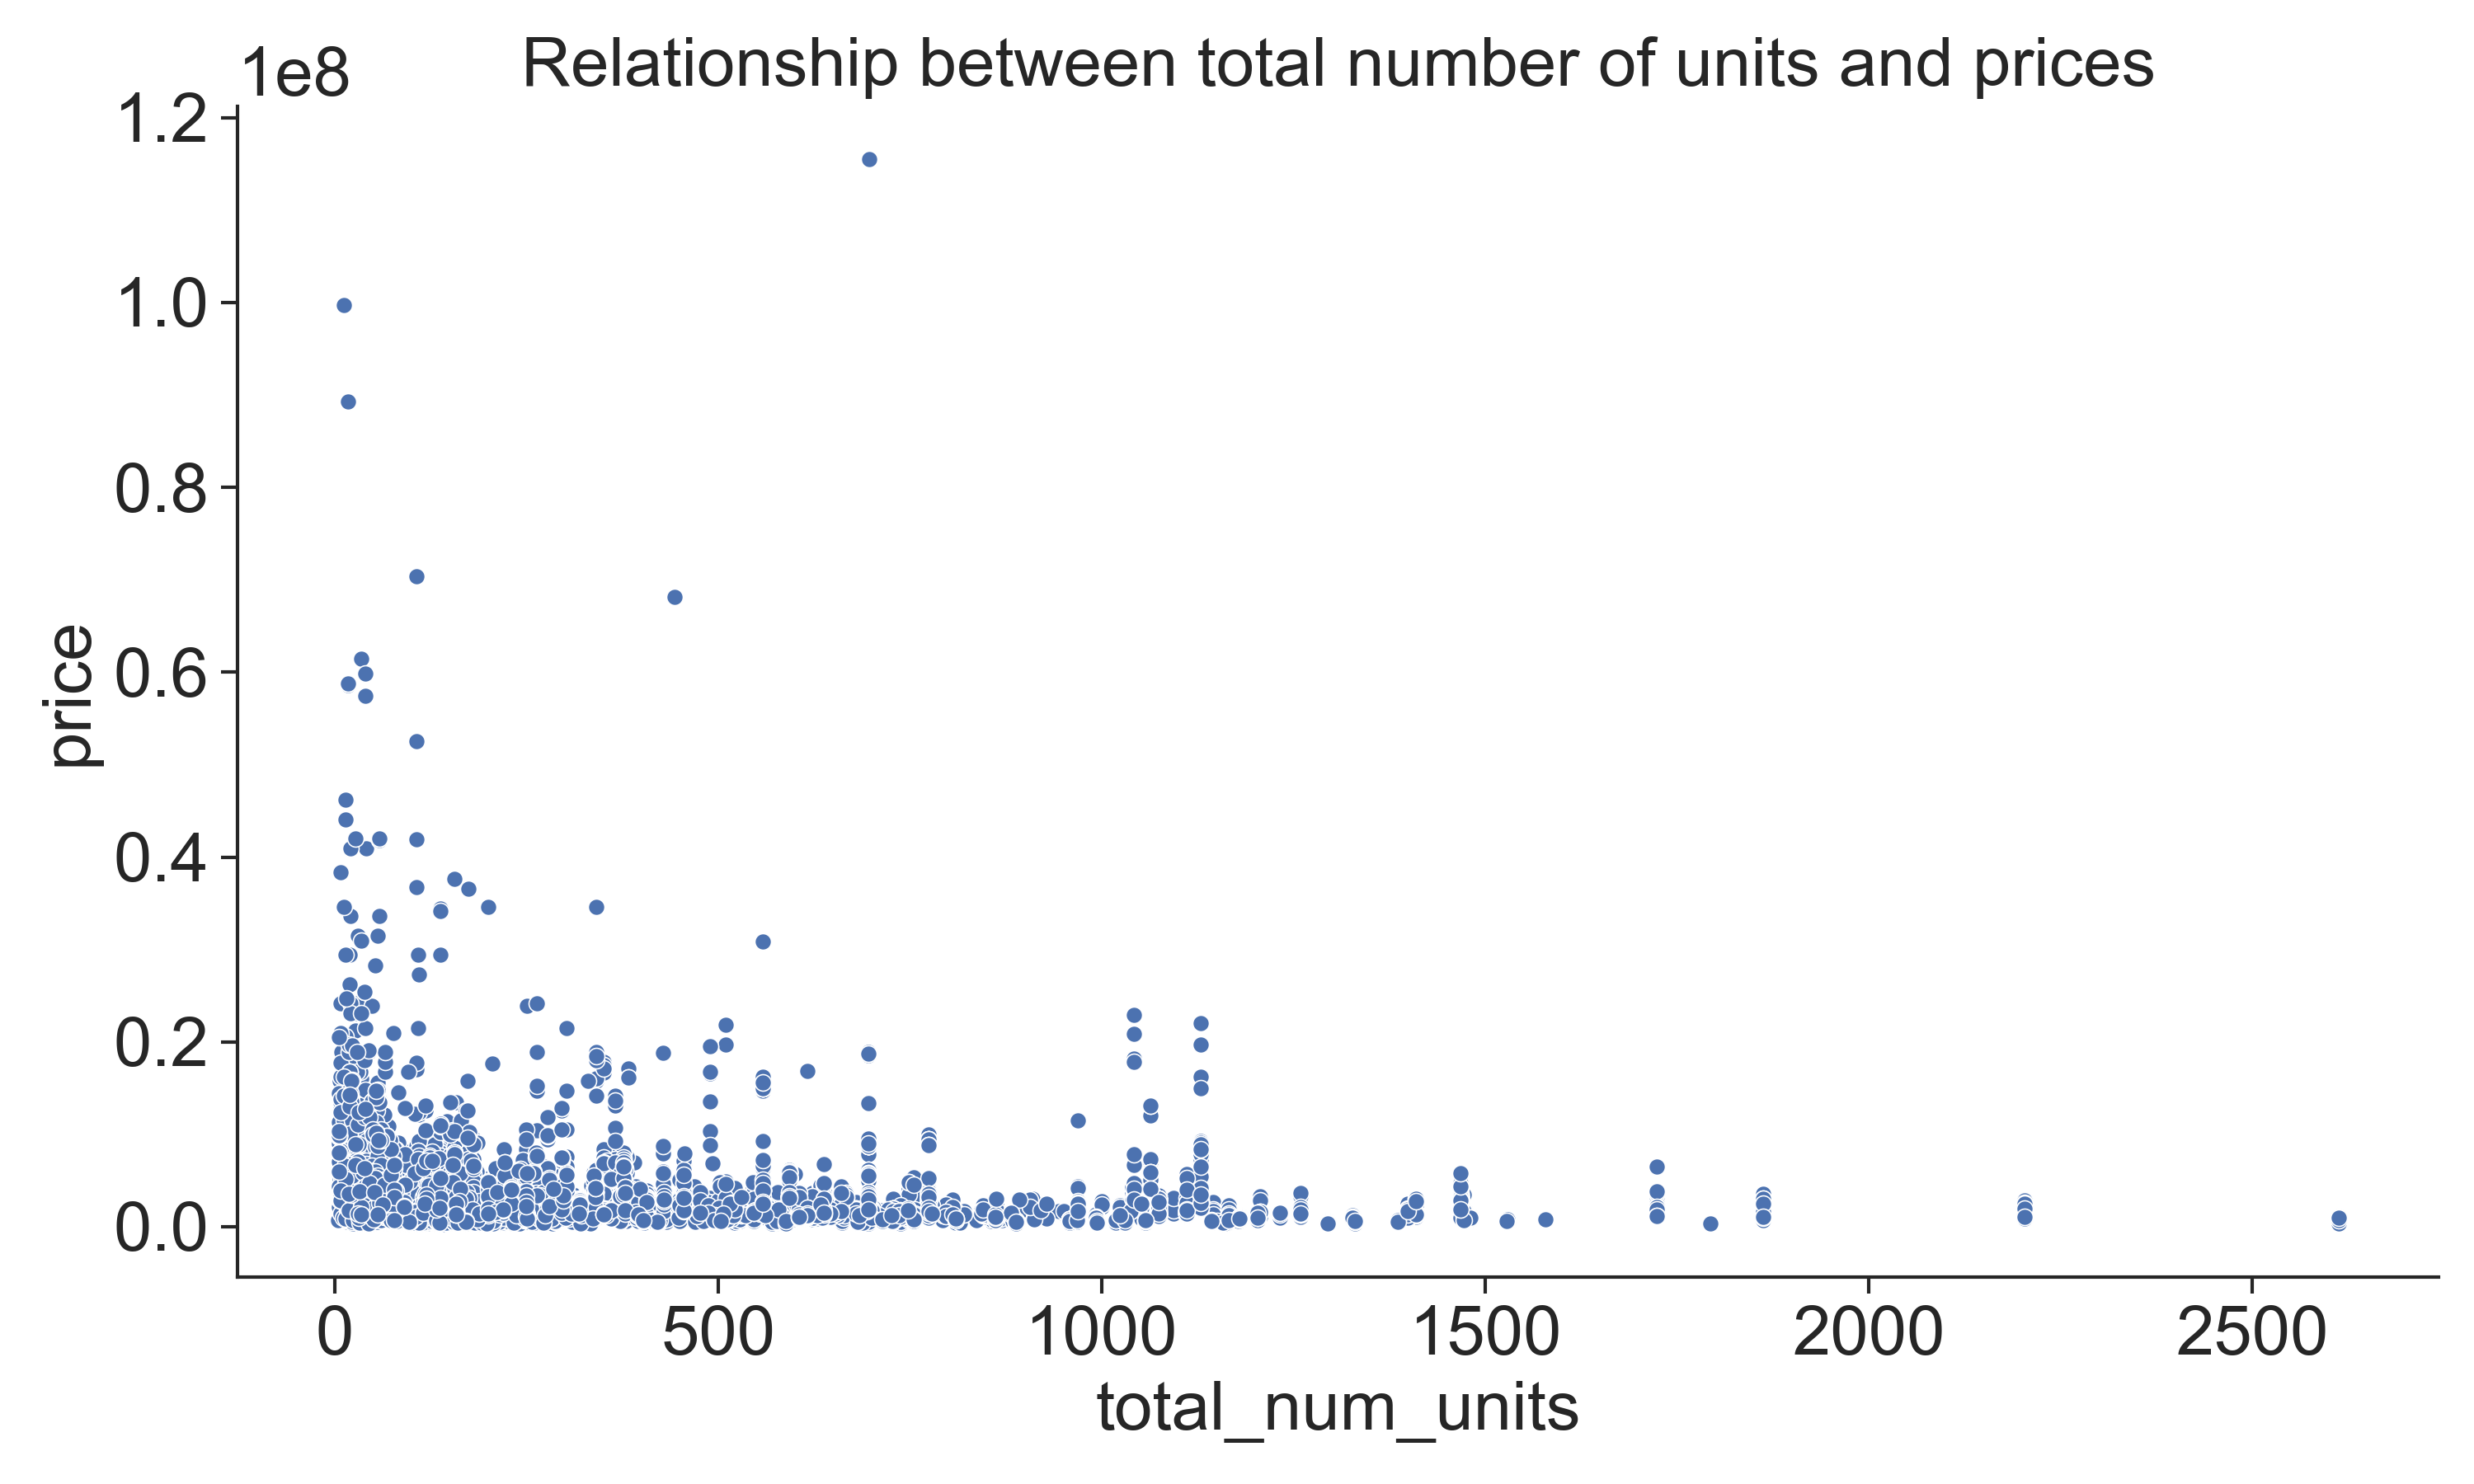 Relationship between total number of units and prices
1e8
1.2
1.0
0.8
0.6
0.4
0.2
0.0
price
0 500 1000 1500 2000 2500
total_num_units